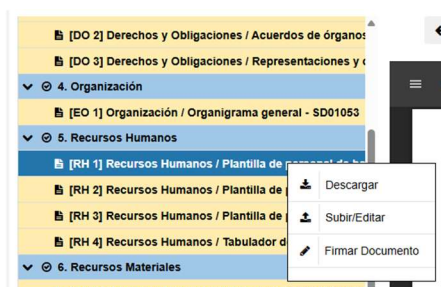 [DO 2] Derechos y Obligaciones / Acuerdos de órganos
[DO 3] Derechos y Obligaciones / Representaciones y
4. Organización
[EO 1] Organización / Organigrama general - SD01053
5. Recursos Humanos
[RH 1] Recursos Humanos / Plantilla de personal de
[RH 2] Recursos Humanos / Plantilla de
[RH 3] Recursos Humanos / Plantilla de
[RH 4] Recursos Humanos / Tabulador
6. Recursos Materiales
Descargar
Subir/Editar
Firmar Documento